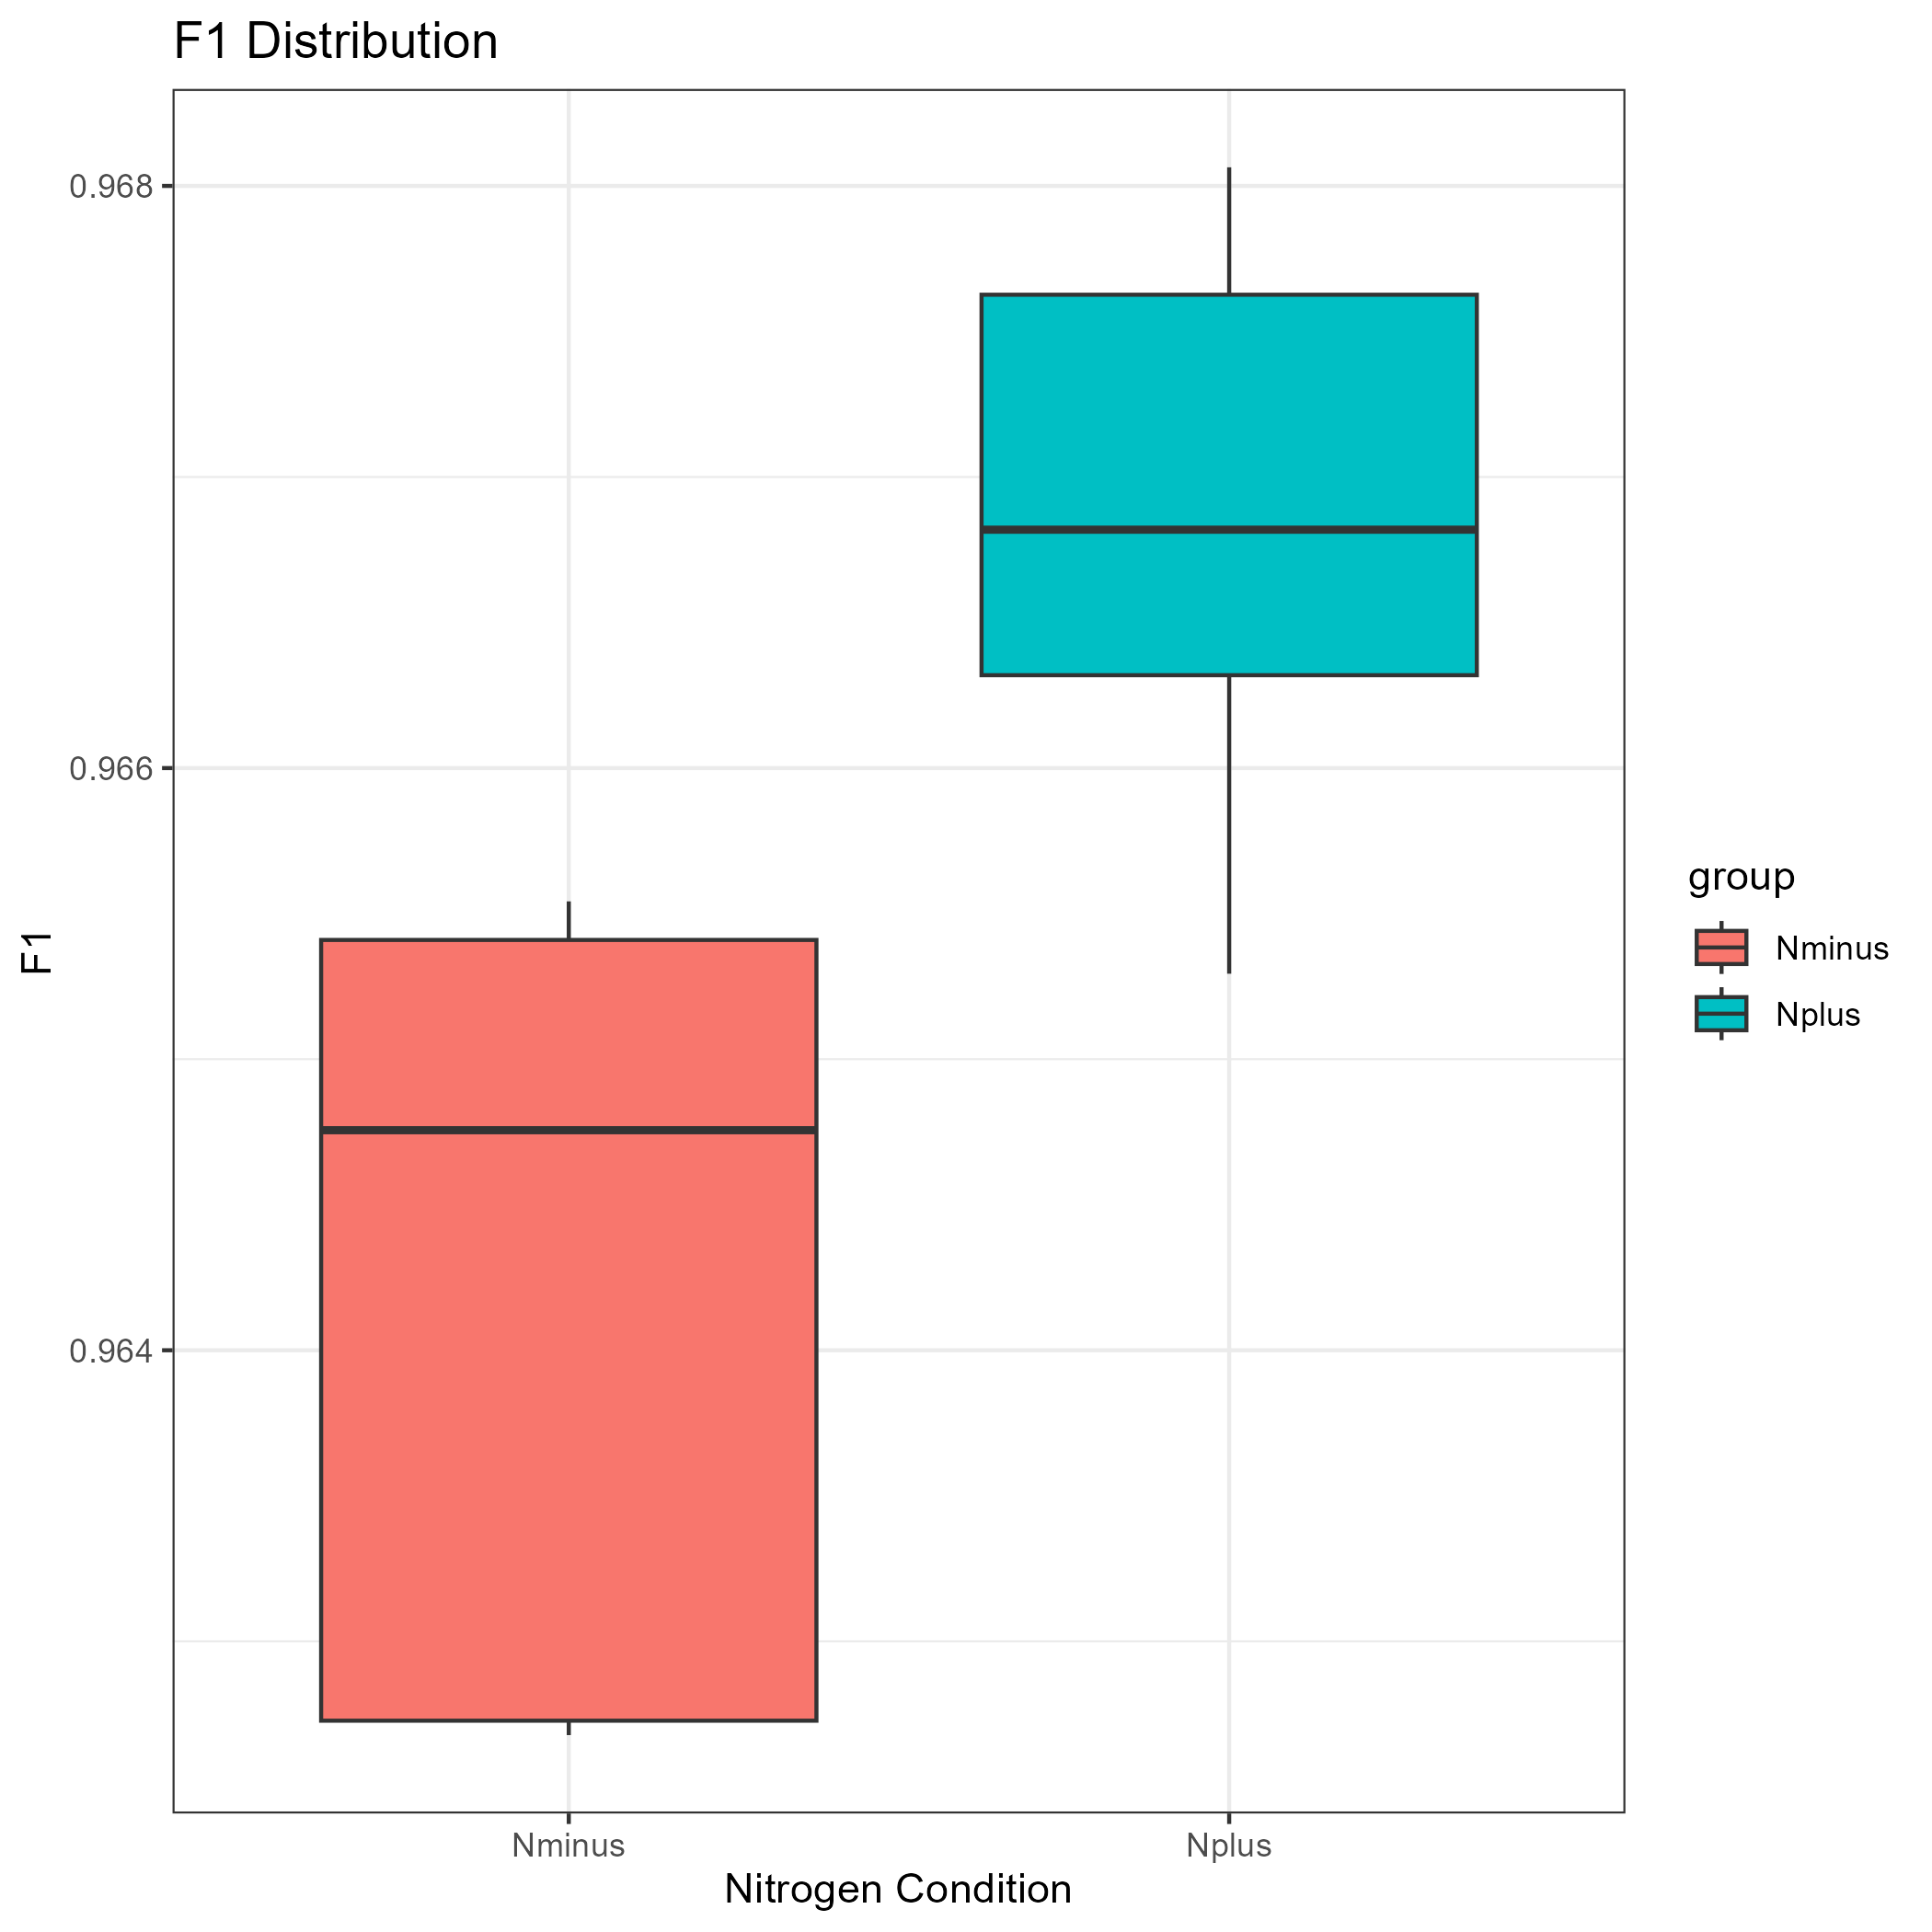 F1 Distribution
0.968
0.966
0.964
F1
Nminus
Nplus
Nitrogen Condition
group
Nminus
Nplus